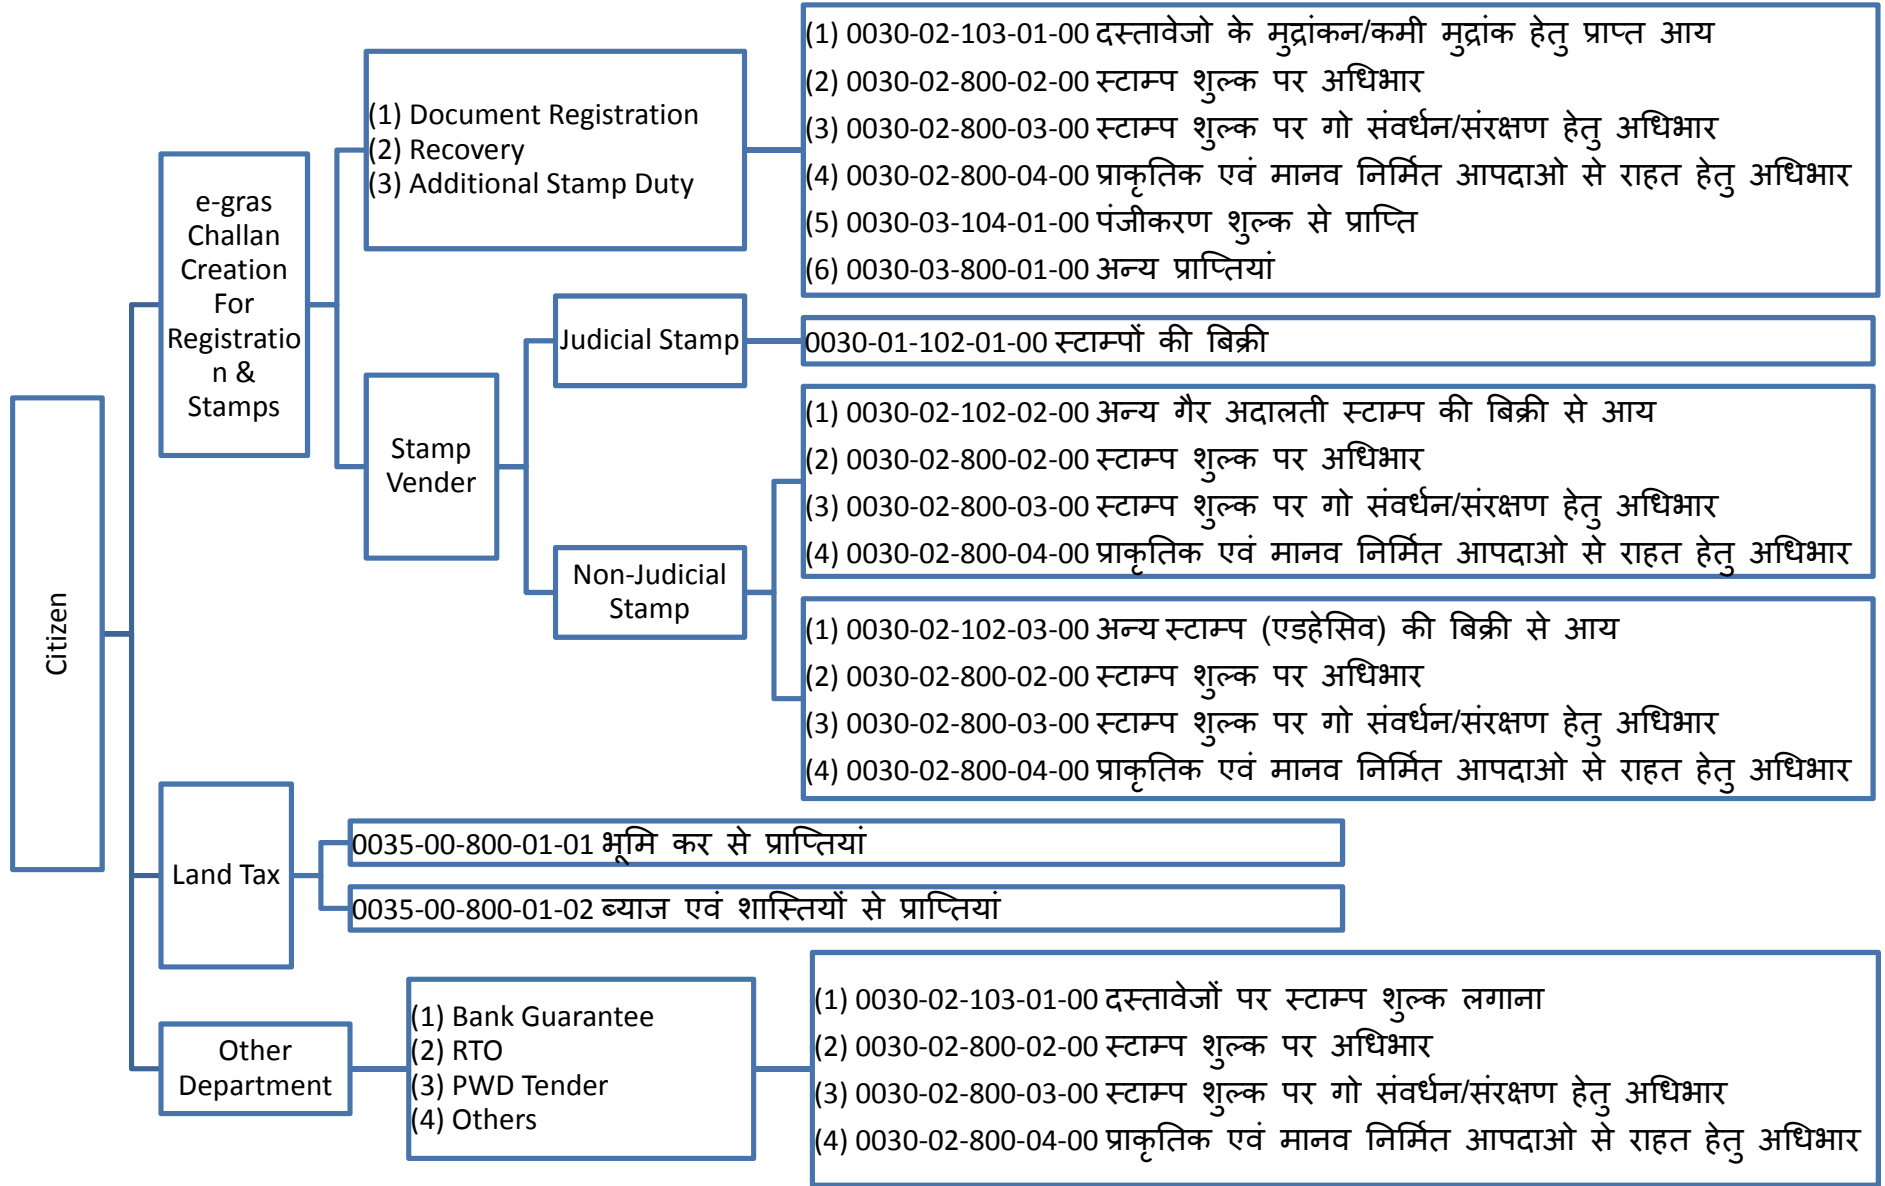 Citizen
e-gras
Challan
Creation
For
Registratio
n &
Stamps
(1) Document Registration
(2) Recovery
(3) Additional Stamp Duty
(1) 0030-02-103-01-00 दस्तावेजो के मुद्रांकन/कमी मुद्रांक हेतु प्राप्त आय
(2) 0030-02-800-02-00 स्टाम्प शुल्क पर अधिभार
(3) 0030-02-800-03-00 स्टाम्प शुल्क पर गो संवर्धन/संरक्षण हेतु अधिभार
(4) 0030-02-800-04-00 प्राकृतिक एवं मानव निर्मित आपदाओ से राहत हेतु अधिभार
(5) 0030-03-104-01-00 पंजीकरण शुल्क से प्राप्ति
(6) 0030-03-800-01-00 अन्य प्राप्तियां
Stamp
Vender
Judicial Stamp
0030-01-102-01-00 स्टाम्पों की बिक्री
Non-Judicial
Stamp
(1) 0030-02-102-02-00 अन्य गैर अदालती स्टाम्प की बिक्री से आय
(2) 0030-02-800-02-00 स्टाम्प शुल्क पर अधिभार
(3) 0030-02-800-03-00 स्टाम्प शुल्क पर गो संवर्धन/संरक्षण हेतु अधिभार
(4) 0030-02-800-04-00 प्राकृतिक एवं मानव निर्मित आपदाओ से राहत हेतु अधिभार
(1) 0030-02-102-03-00 अन्य स्टाम्प (एडहेसिव) की बिक्री से आय
(2) 0030-02-800-02-00 स्टाम्प शुल्क पर अधिभार
(3) 0030-02-800-03-00 स्टाम्प शुल्क पर गो संवर्धन/संरक्षण हेतु अधिभार
(4) 0030-02-800-04-00 प्राकृतिक एवं मानव निर्मित आपदाओ से राहत हेतु अधिभार
Land Tax
0035-00-800-01-01 भूमि कर से प्राप्तियां
0035-00-800-01-02 ब्याज एवं शास्तियों से प्राप्तियां
Other
Department
(1) Bank Guarantee
(2) RTO
(3) PWD Tender
(4) Others
(1) 0030-02-103-01-00 दस्तावेजों पर स्टाम्प शुल्क लगाना
(2) 0030-02-800-02-00 स्टाम्प शुल्क पर अधिभार
(3) 0030-02-800-03-00 स्टाम्प शुल्क पर गो संवर्धन/संरक्षण हेतु अधिभार
(4) 0030-02-800-04-00 प्राकृतिक एवं मानव निर्मित आपदाओ से राहत हेतु अधिभार